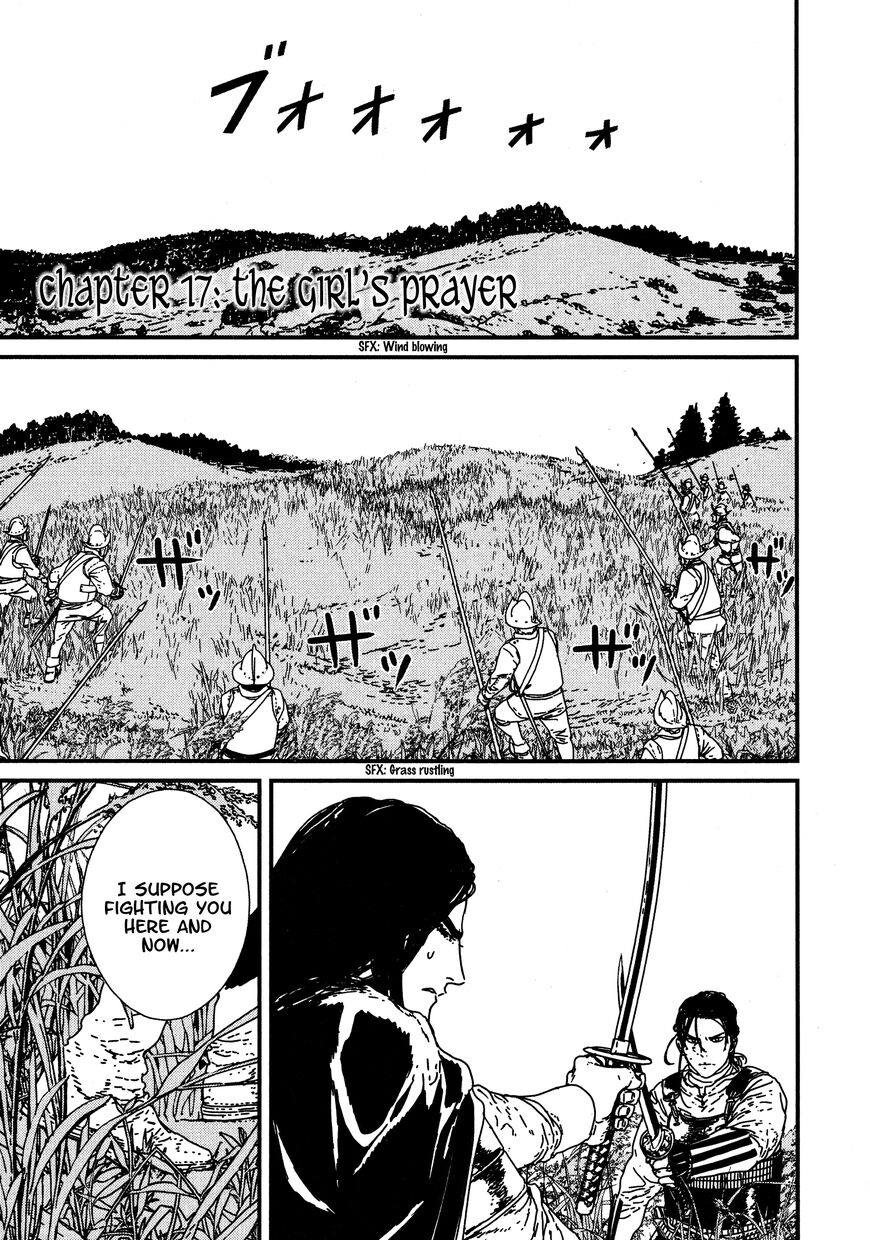 ブォォォォォ
chapter 17: the girl's prayer
SFX: Wind blowing
ザッ
ザッ
ザッ
ザッ
SFX: Grass rustling
I SUPPOSE
FIGHTING YOU
HERE AND
NOW...